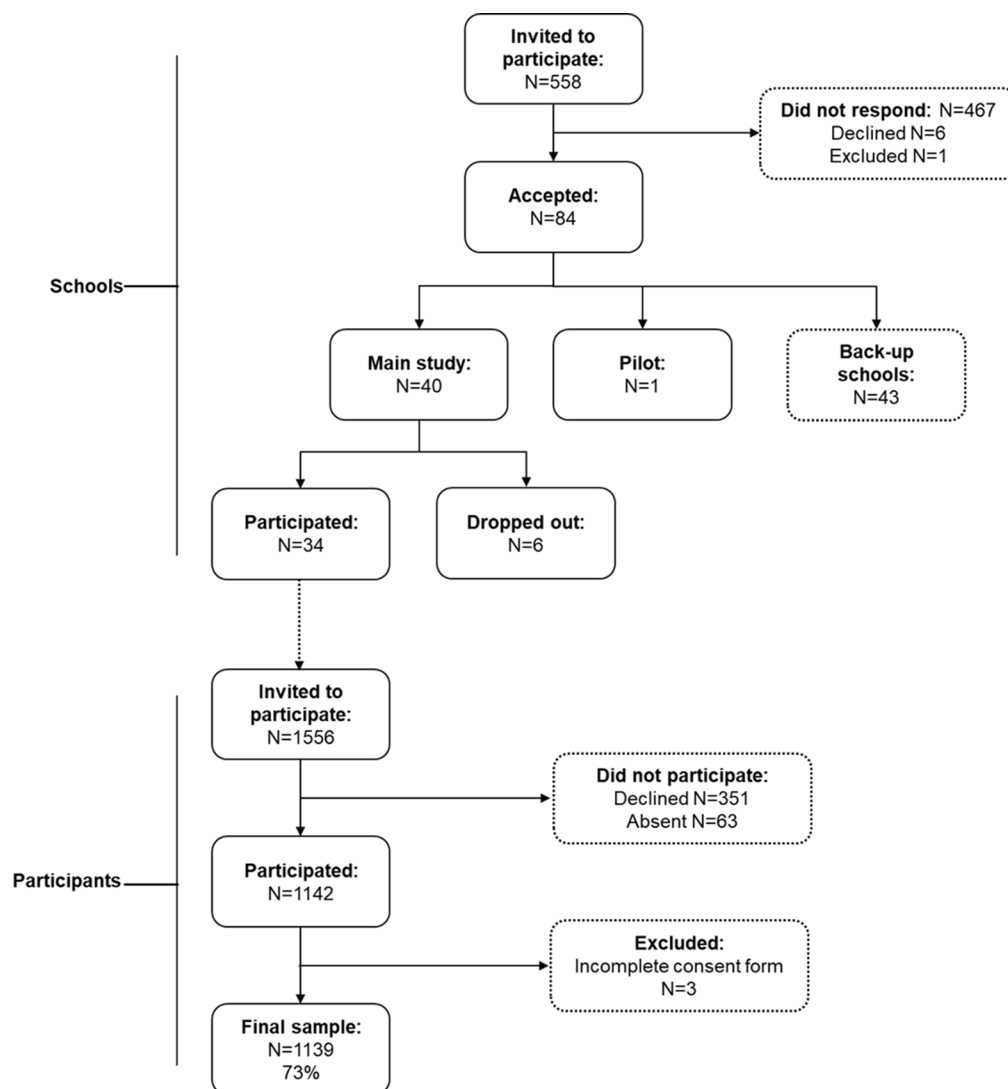 Invited to
participate:
N=558
Did not respond: N=467
Declined N=6
Excluded N=1
Accepted:
N=84
Schools
Main study:
N=40
Pilot:
N=1
Back-up
schools:
N=43
Participated:
N=34
Dropped out:
N=6
Invited to
participate:
N=1556
Did not participate:
Declined N=351
Absent N=63
Participated:
N=1142
Participants
Excluded:
Incomplete consent form
N=3
Final sample:
N=1139
73%